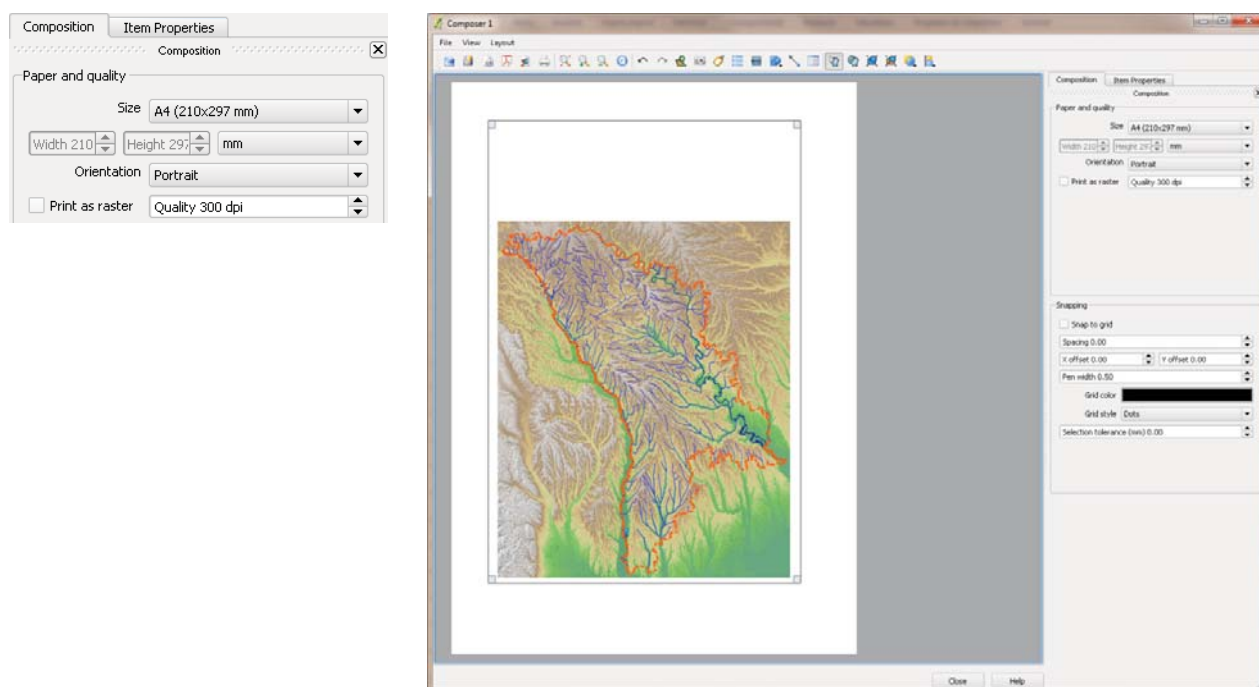 Composition Item Properties
Composition
Paper and quality
Size A4 (210x297 mm)
Width 210 Height 297 mm
Orientation Portrait
Print as raster Quality 300 dpi
Composer 1
File View Layout
Composition Item Properties
Composition
Paper and quality
Size A4 (210x297 mm)
Width 210 Height 297 mm
Orientation Portrait
Print as raster Quality 300 dpi
Snapping
Snap to grid
Spacing 0.00
X offset 0.00 Y offset 0.00
Pen width 0.50
Grid color
Grid style Dots
Selection tolerance (mm) 0.00
Close Help